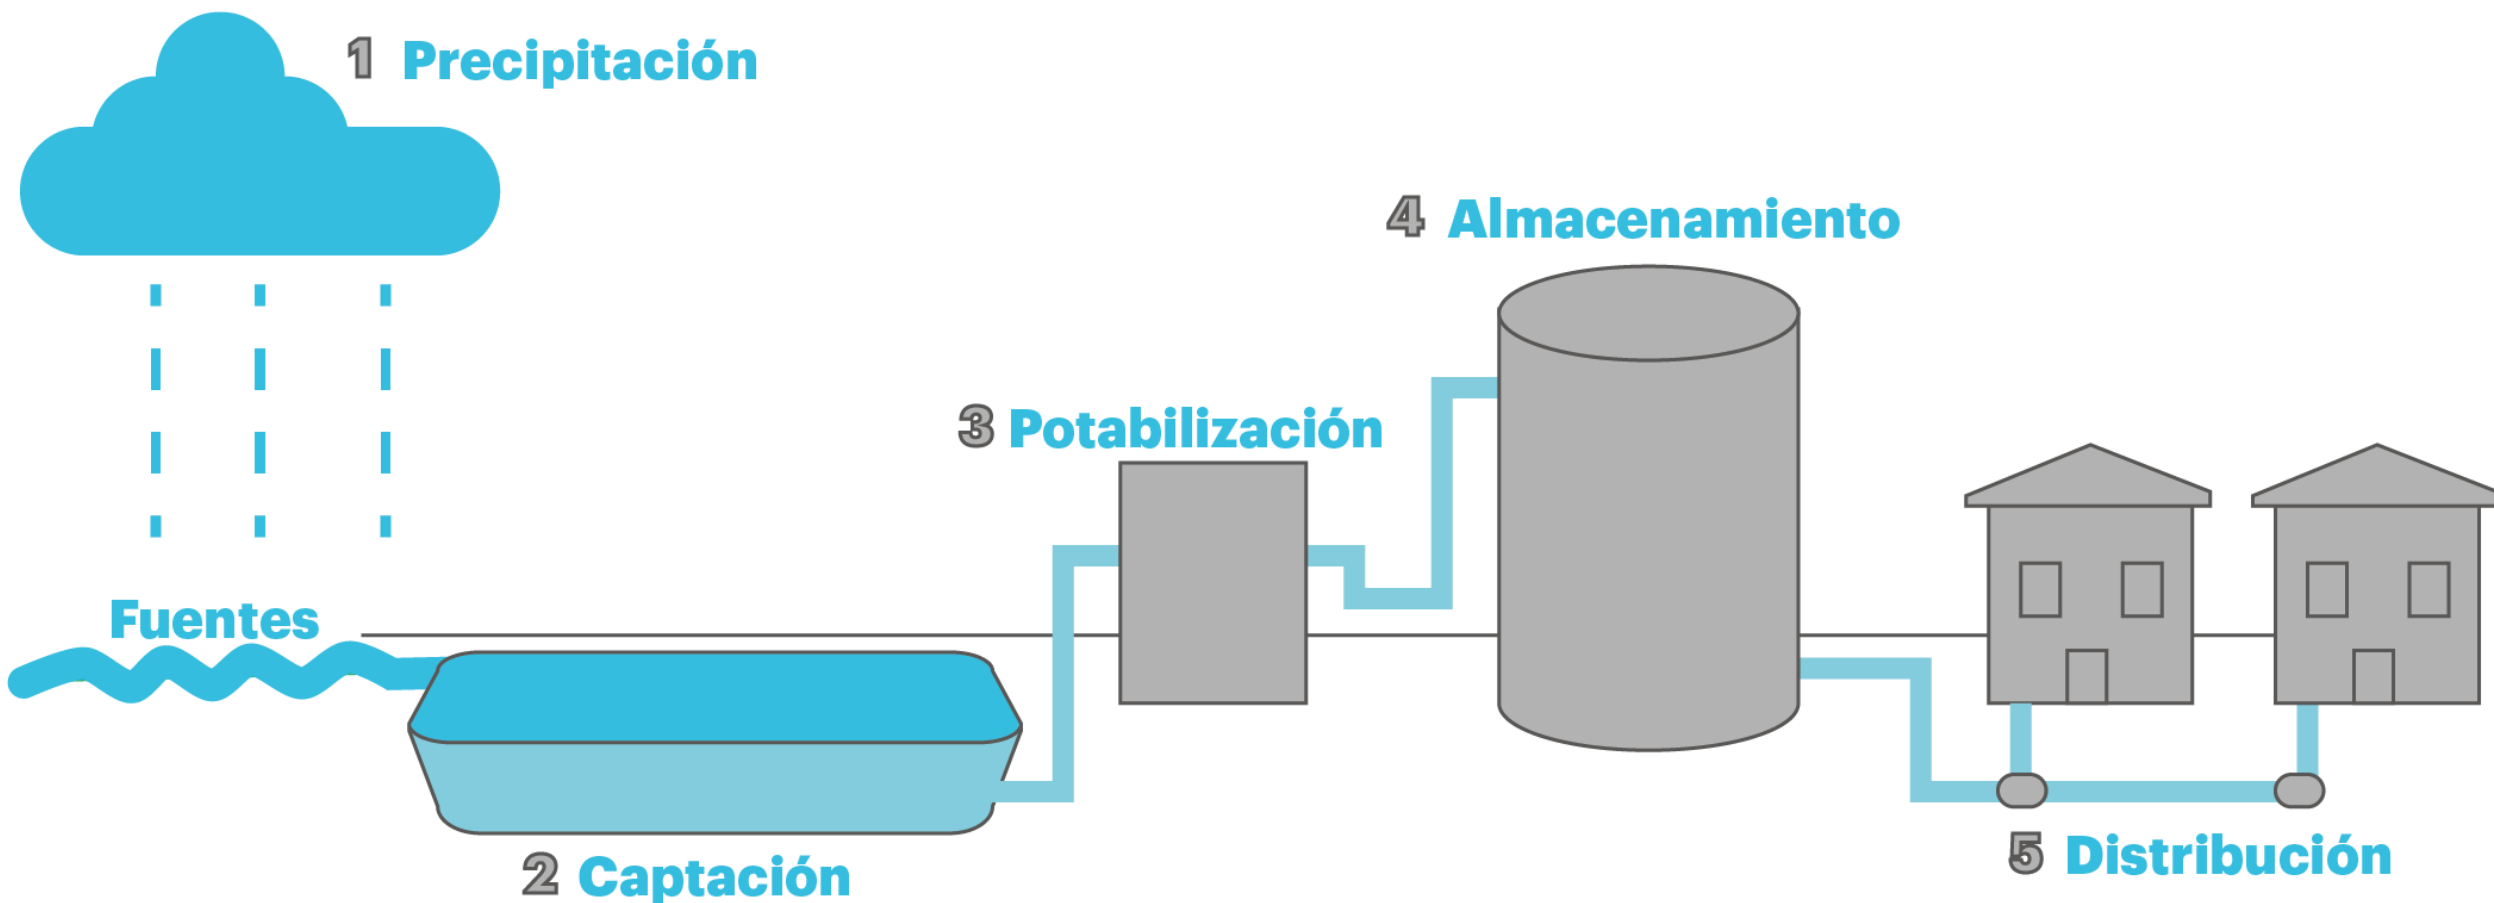 1 Precipitación
Fuentes
2 Captación
3 Potabilización
4 Almacenamiento
5 Distribución